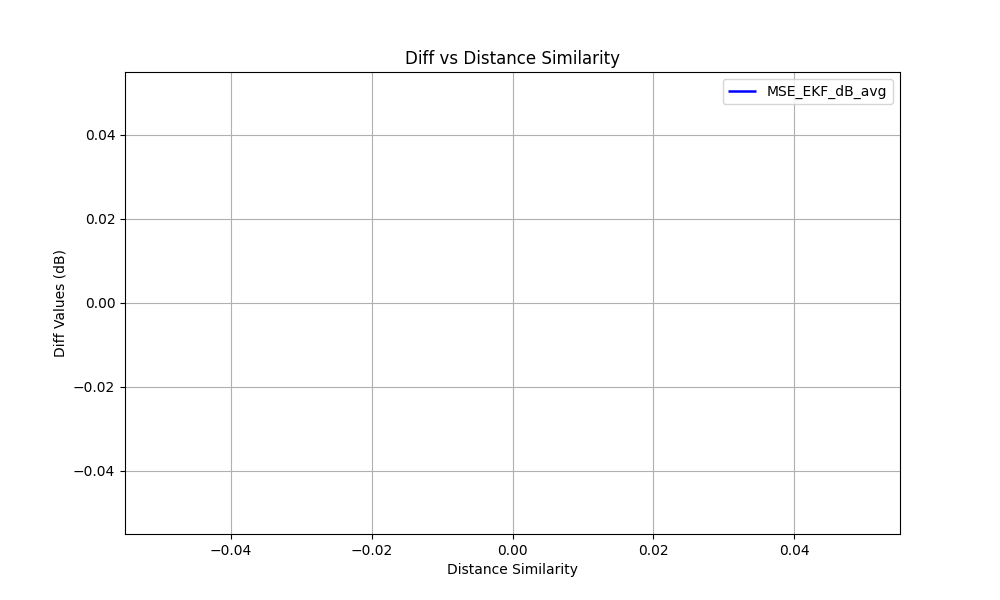 Diff vs Distance Similarity
MSE_EKF_dB_avg
0.04
0.02
0.00
−0.02
−0.04
Diff Values (dB)
−0.04
−0.02
0.00
0.02
0.04
Distance Similarity